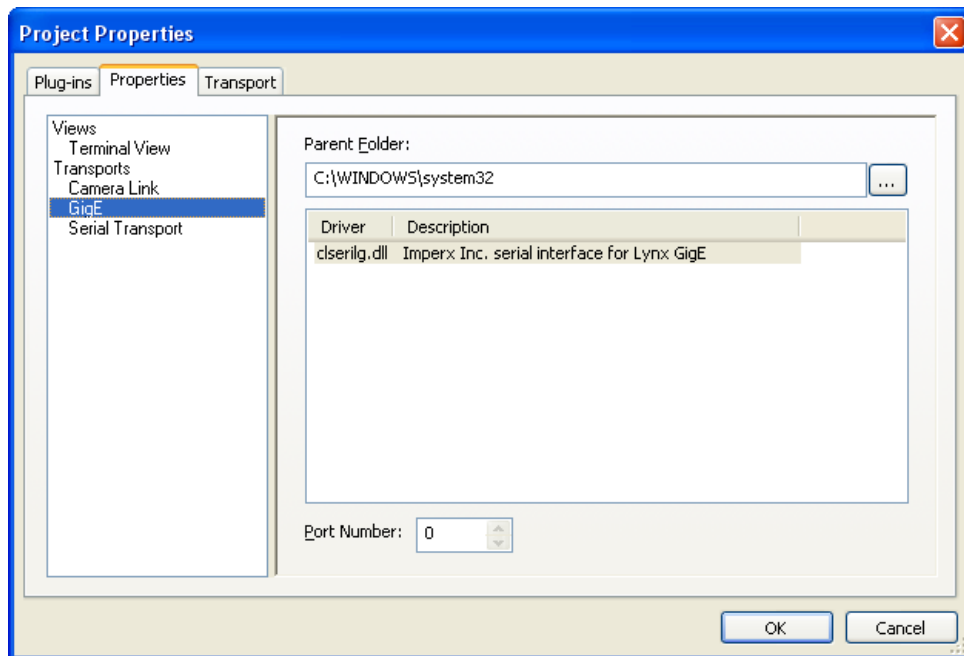 Project Properties
Plug-ins Properties Transport
Views
Terminal View
Transports
Camera Link
GigE
Serial Transport
Parent Folder:
C:\WINDOWS\system32
...
Driver Description
clserilg.dll Imperx Inc. serial interface for Lynx GigE
Port Number: 0
OK Cancel